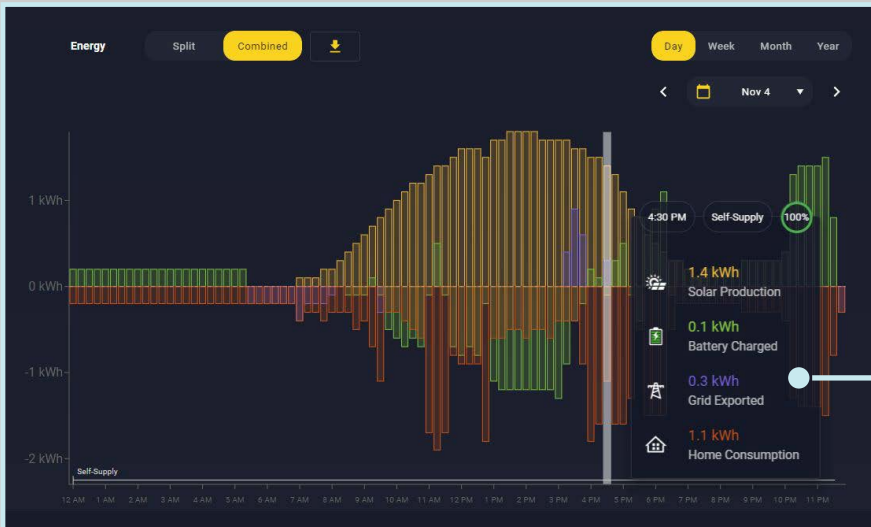 Energy Split Combined Day Week Month Year
Nov 4
1 kWh
0 kWh
-1 kWh
-2 kWh
4:30 PM Self-Supply 100%
1.4 kWh
Solar Production
0.1 kWh
Battery Charged
0.3 kWh
Grid Exported
1.1 kWh
Home Consumption
Self-Supply
12 AM 1 AM 2 AM 3 AM 4 AM 5 AM 6 AM 7 AM 8 AM 9 AM 10 AM 11 AM 12 PM 1 PM 2 PM 3 PM 4 PM 5 PM 6 PM 7 PM 8 PM 9 PM 10 PM 11 PM